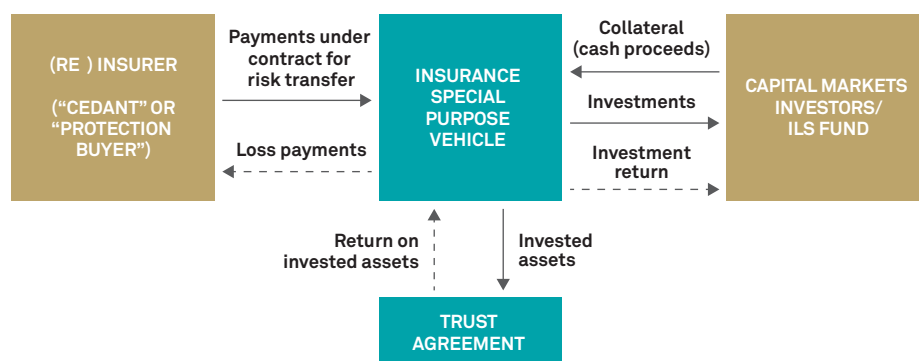 (RE ) INSURER
(“CEDANT” OR
“PROTECTION
BUYER”)
Payments under
contract for
risk transfer
Loss payments
INSURANCE
SPECIAL
PURPOSE
VEHICLE
Collateral
(cash proceeds)
Investments
Investment
return
CAPITAL MARKETS
INVESTORS/
ILS FUND
Return on
invested assets
Invested
assets
TRUST
AGREEMENT